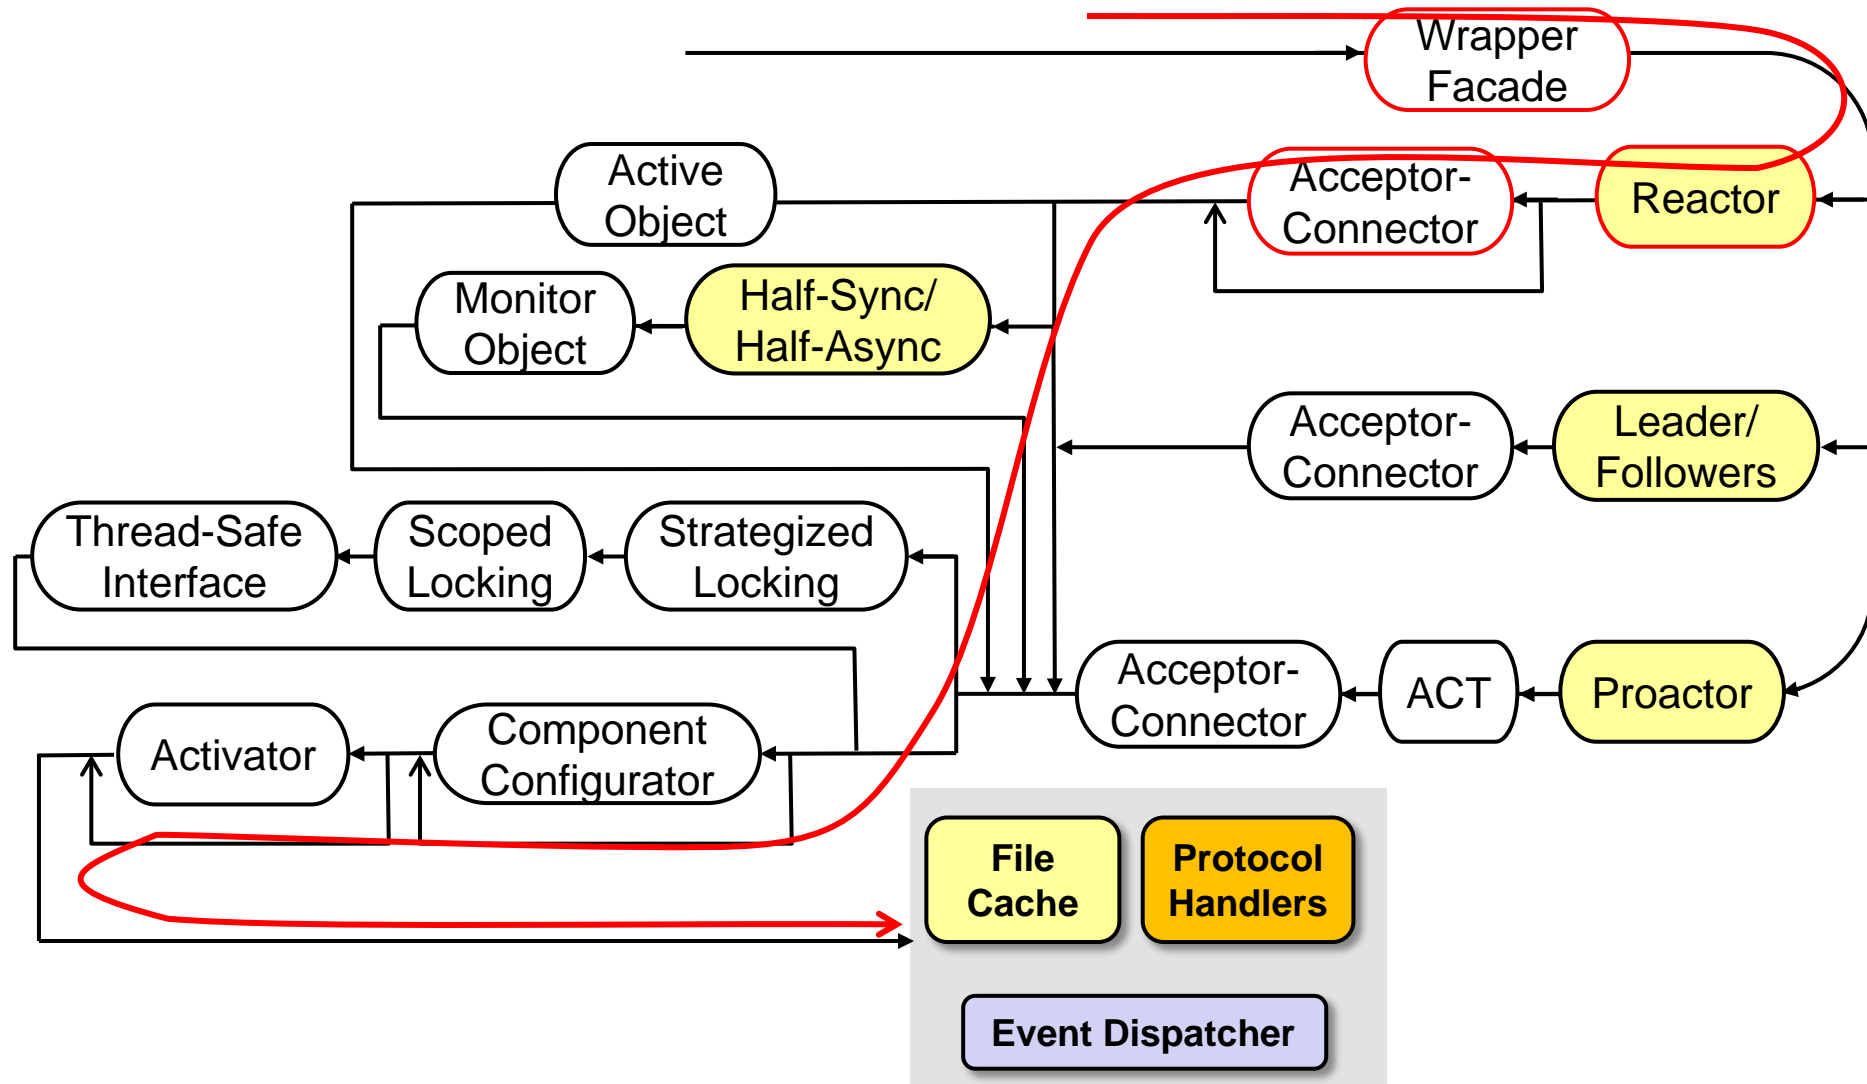 Wrapper
Facade
Active
Object
Acceptor-
Connector
Reactor
Monitor
Object
Half-Sync/
Half-Async
Acceptor-
Connector
Leader/
Followers
Thread-Safe
Interface
Scoped
Locking
Strategized
Locking
Acceptor-
Connector
ACT
Proactor
Activator
Component
Configurator
File
Cache
Protocol
Handlers
Event Dispatcher